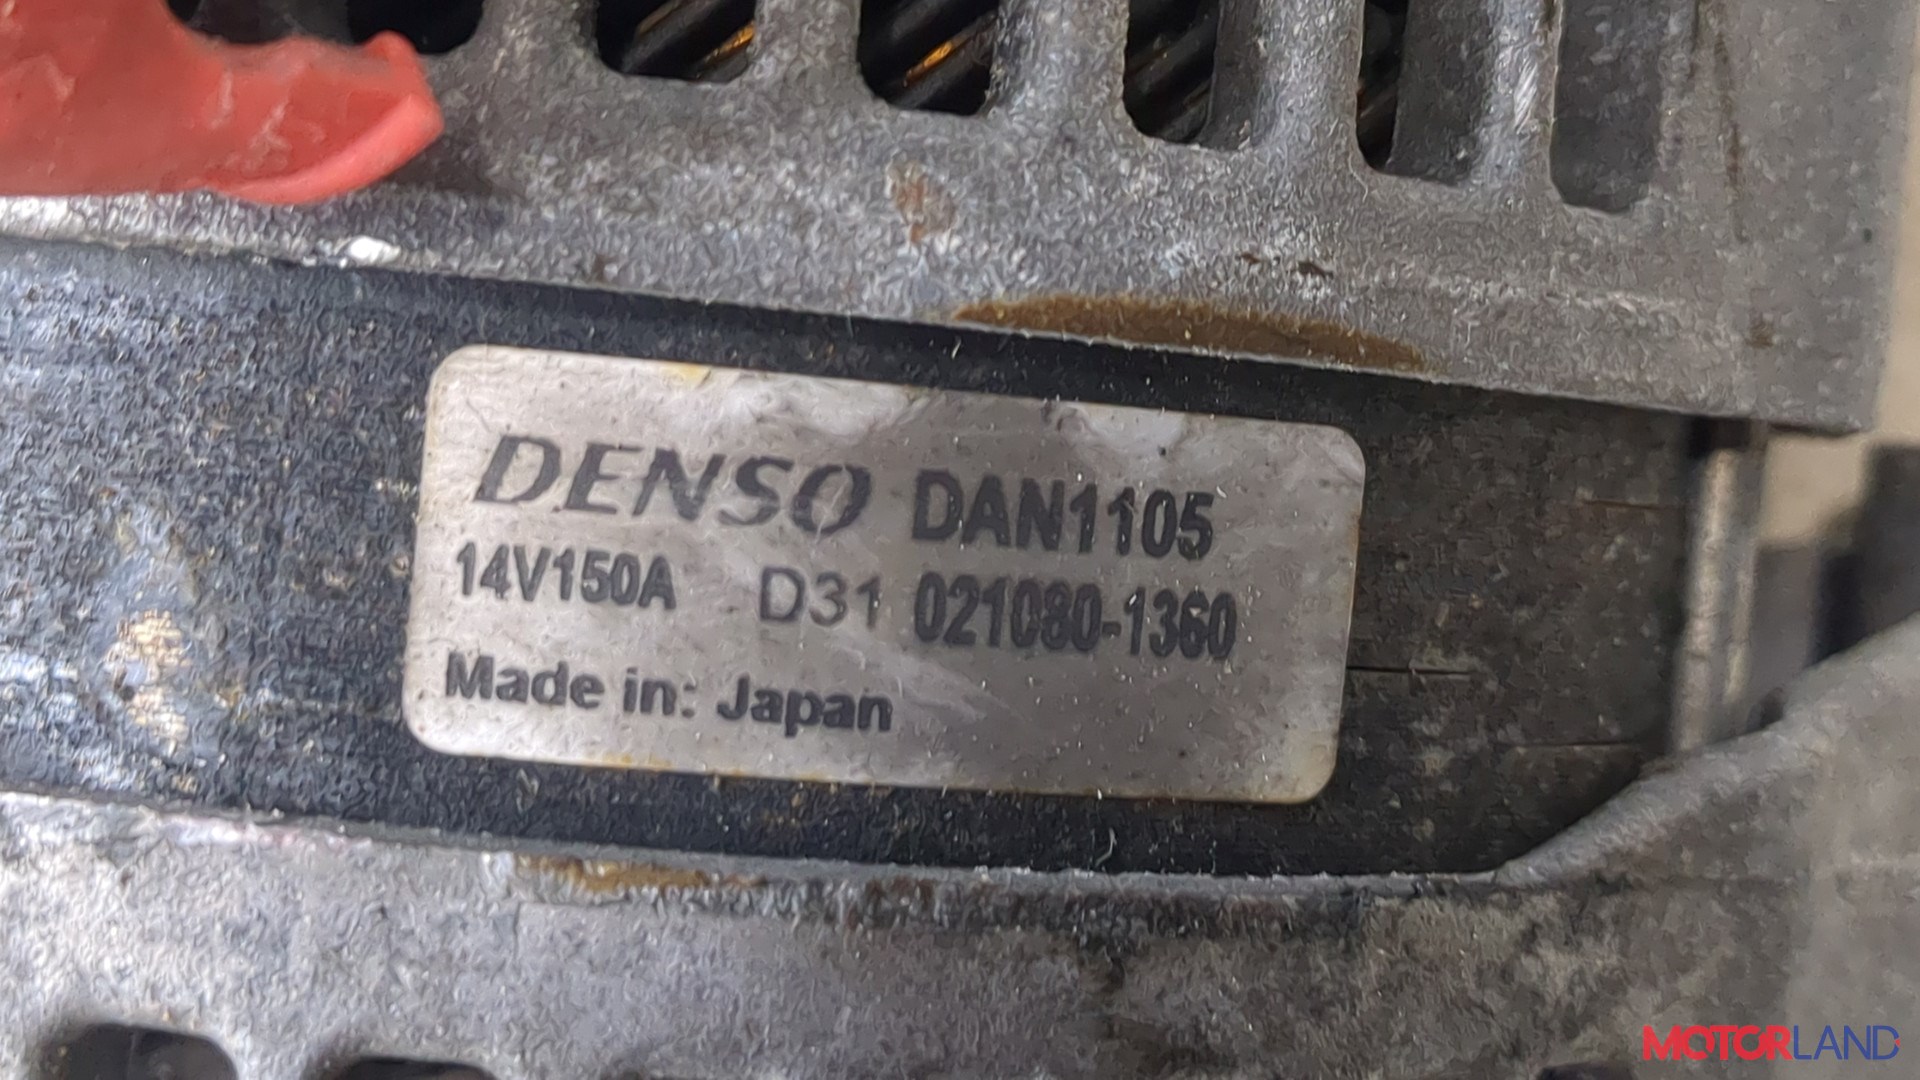 DENSO DAN1105
14V150A D31 021080-1360
Made in: Japan
MOTORLAND